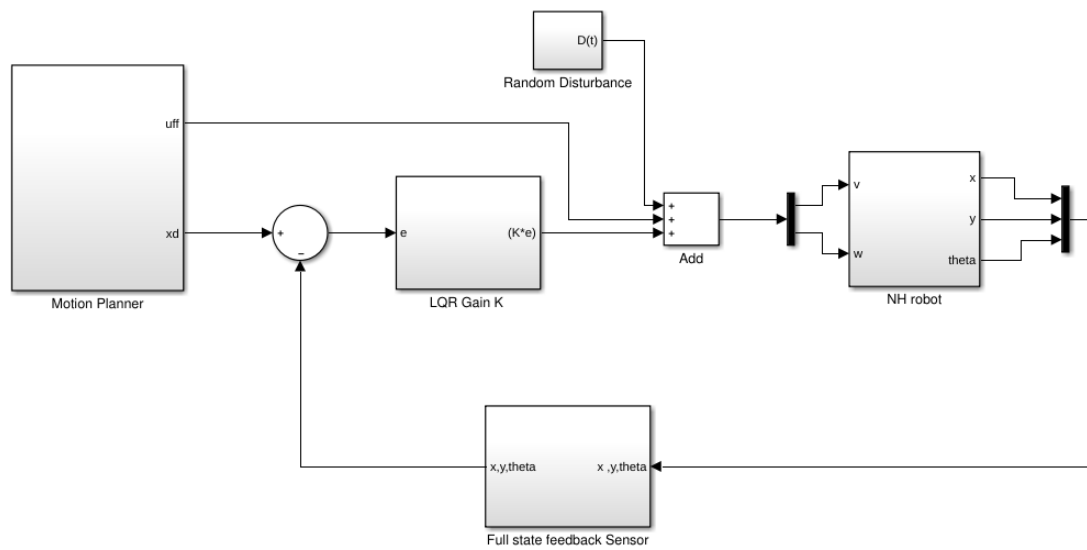 D(t)
Random Disturbance
uff
xd
Motion Planner
+
−
e
(K*e)
LQR Gain K
+
+
+
Add
v
w
x
y
theta
NH robot
x,y,theta
x ,y,theta
Full state feedback Sensor